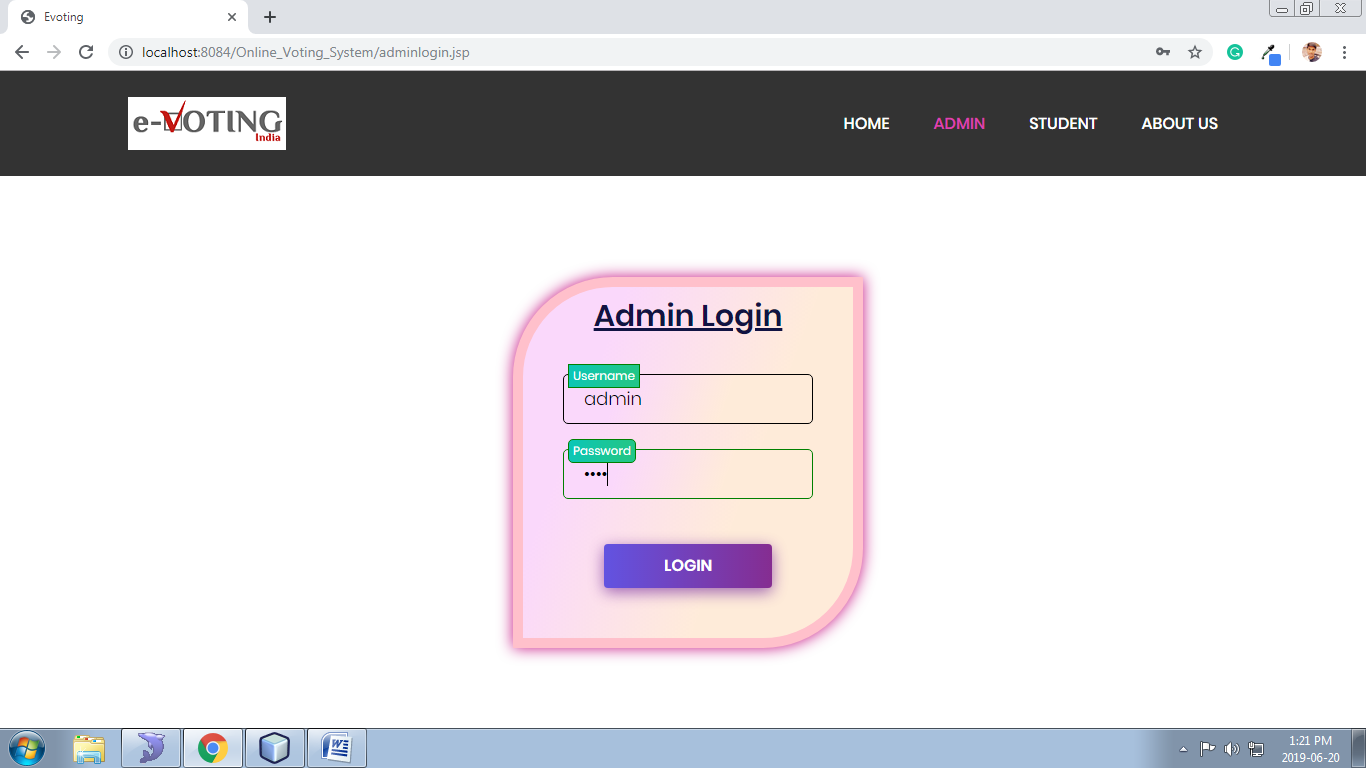 Evoting
localhost:8084/Online_Voting_System/adminlogin.jsp
e-VOTING
India
HOME ADMIN STUDENT ABOUT US
Admin Login
Username
admin
Password
••••
LOGIN
1:21 PM
2019-06-20